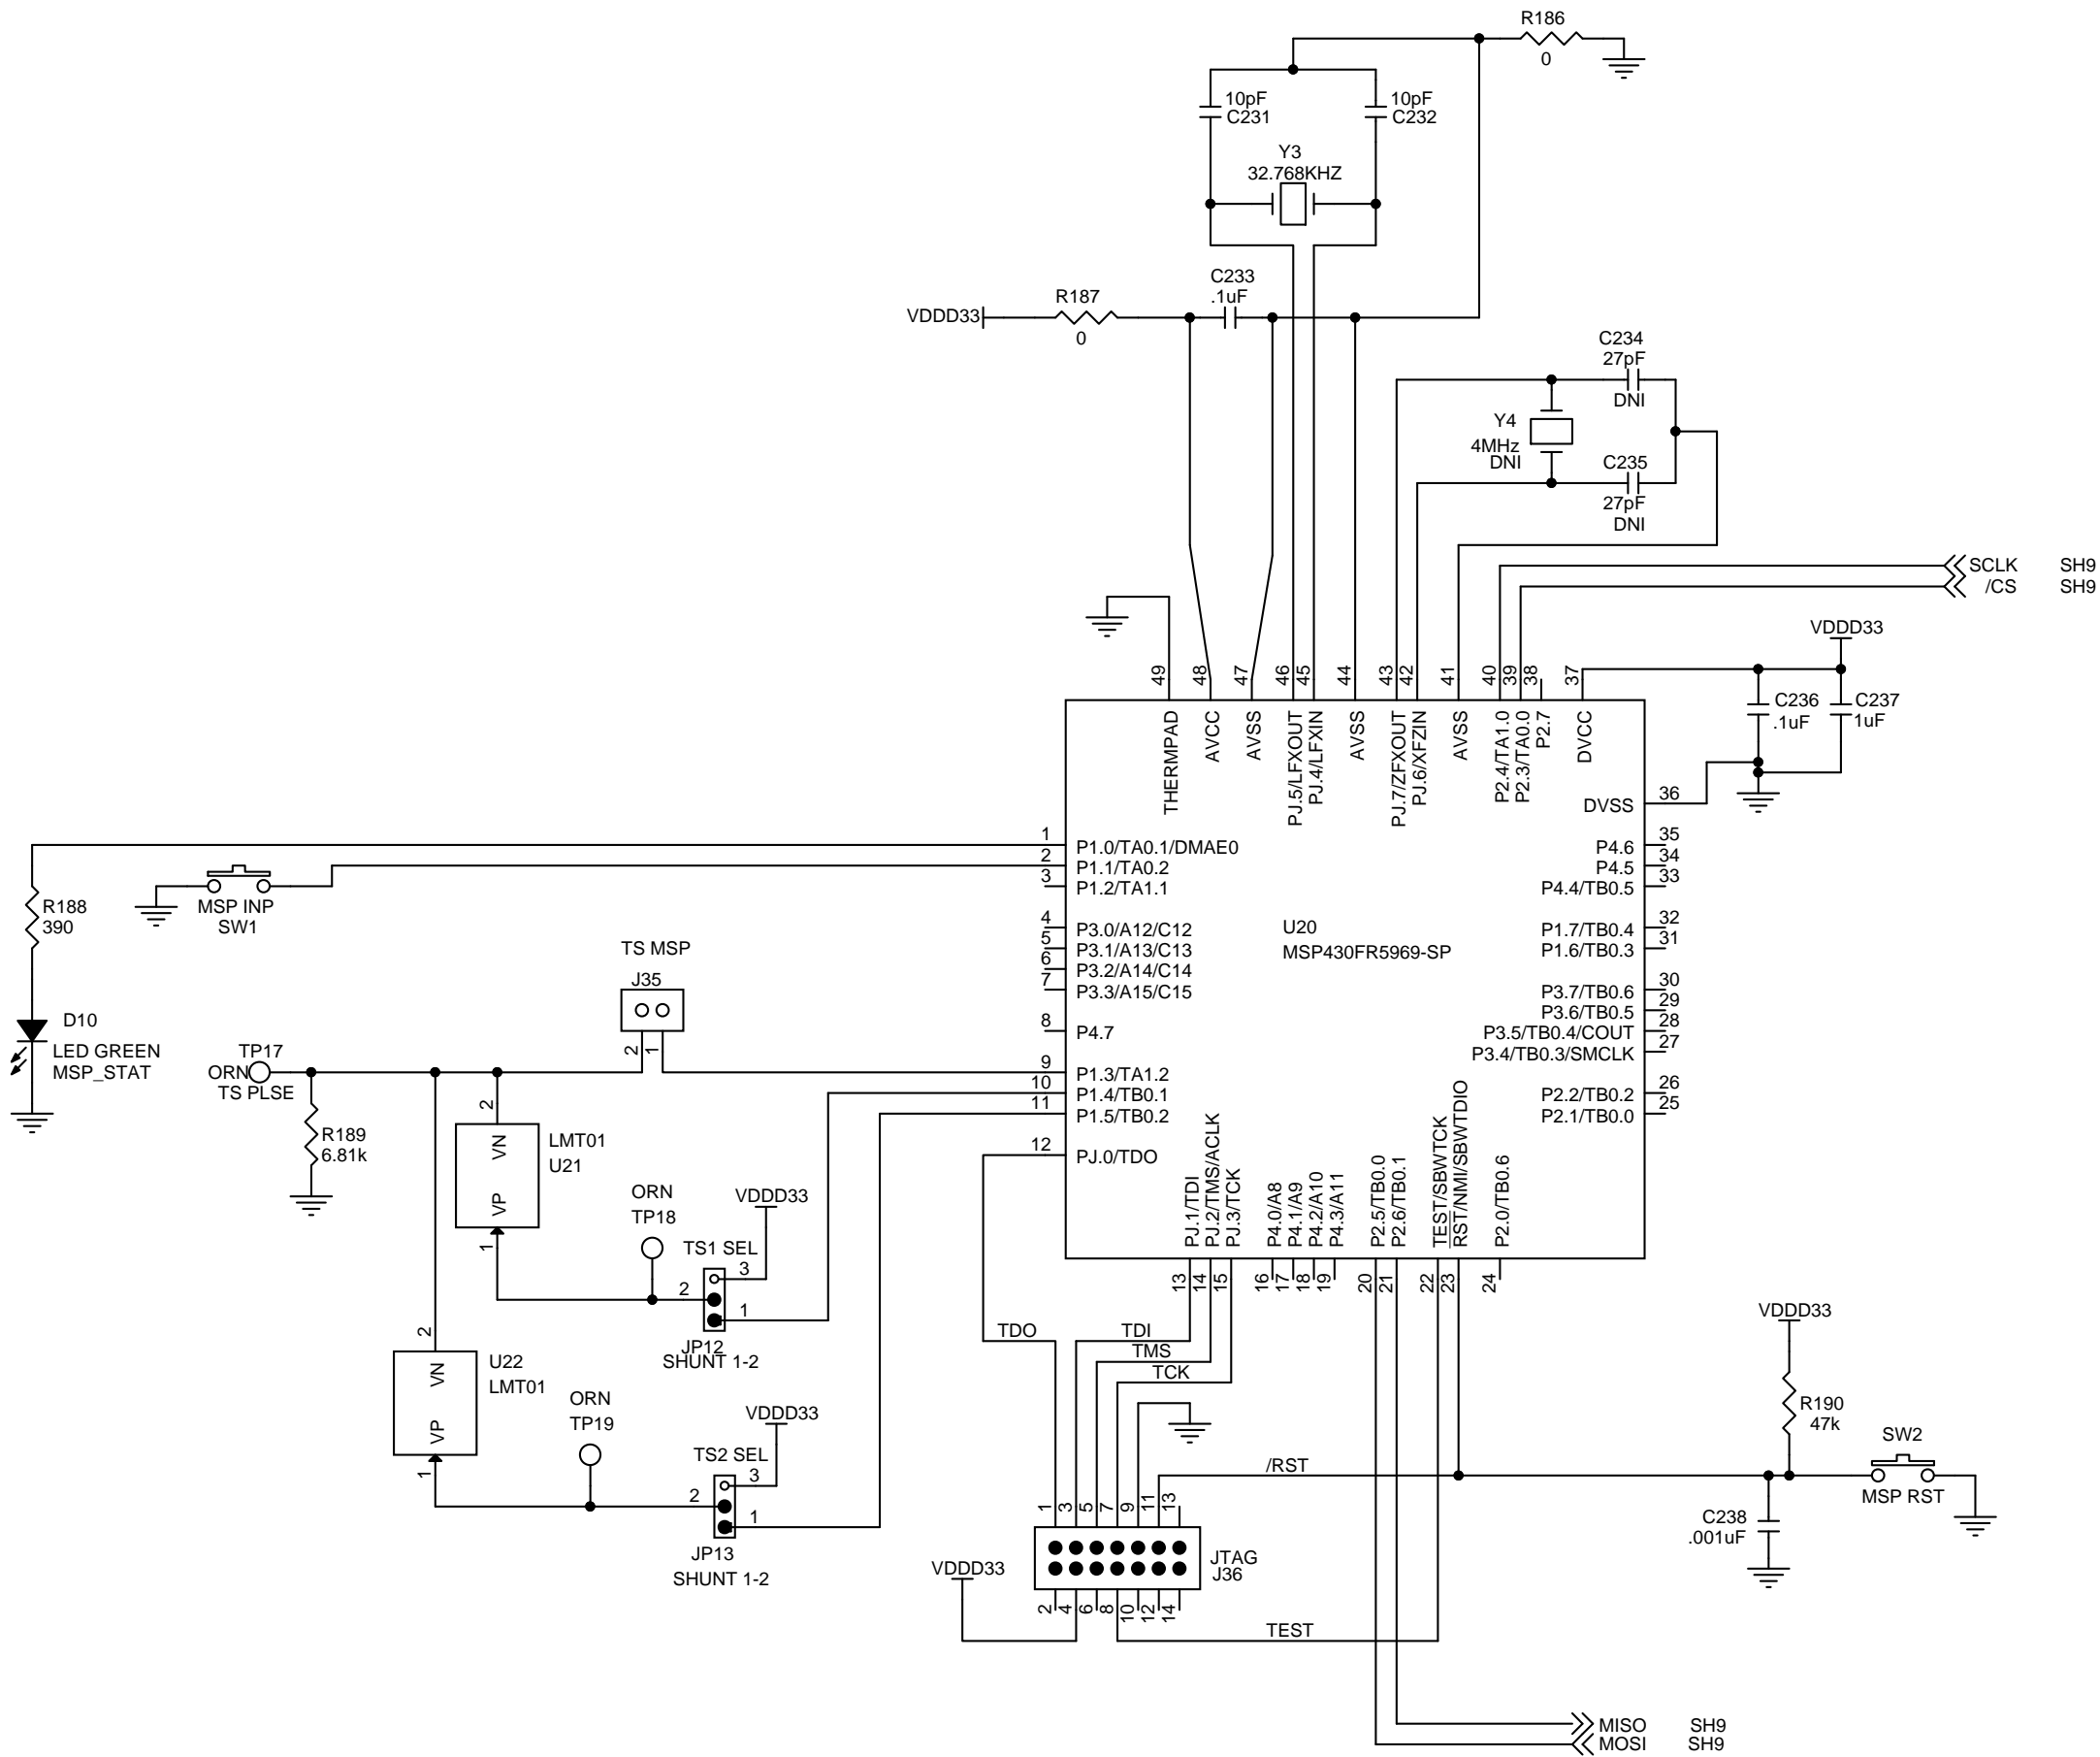 R186
0
10pF
C231
10pF
C232
Y3
32.768KHZ
C233
.1uF
R187
0
VDDD33
C234
27pF
DNI
Y4
4MHz
DNI
C235
27pF
DNI
SCLK SH9
/CS SH9
VDDD33
C236
.1uF
C237
1uF
49 48 47 46 45 44 43 42 41 40 39 38 37
THERMPAD
AVCC
AVSS
PJ.5/LFXOUT
PJ.4/LFXIN
AVSS
PJ.7/ZFXOUT
PJ.6/XFZIN
AVSS
P2.4/TA1.0
P2.3/TA0.0
P2.7
DVCC
DVSS 36
1 P1.0/TA0.1/DMAE0
2 P1.1/TA0.2
3 P1.2/TA1.1
4 P3.0/A12/C12
5 P3.1/A13/C13
6 P3.2/A14/C14
7 P3.3/A15/C15
8 P4.7
9 P1.3/TA1.2
10 P1.4/TB0.1
11 P1.5/TB0.2
12 PJ.0/TDO
U20
MSP430FR5969-SP
P4.6 35
P4.5 34
P4.4/TB0.5 33
P1.7/TB0.4 32
P1.6/TB0.3 31
P3.7/TB0.6 30
P3.6/TB0.5 29
P3.5/TB0.4/COUT 28
P3.4/TB0.3/SMCLK 27
P2.2/TB0.2 26
P2.1/TB0.0 25
PJ.1/TDI
PJ.2/TMS/ACLK
PJ.3/TCK
P4.0/A8
P4.1/A9
P4.2/A10
P4.3/A11
P2.5/TB0.0
P2.6/TB0.1
TEST/SBWTCK
RST/NMI/SBWTDIO
P2.0/TB0.6
13 14 15 16 17 18 19 20 21 22 23 24
R188
390
MSP INP
SW1
D10
LED GREEN
MSP_STAT
TS MSP
J35
2 1
TP17
ORN
TS PLSE
R189
6.81k
2
VN
VP
1
LMT01
U21
ORN
TP18
VDDD33
TS1 SEL
3
2
1
JP12
SHUNT 1-2
2
VN
VP
1
U22
LMT01
ORN
TP19
VDDD33
TS2 SEL
3
2
1
JP13
SHUNT 1-2
TDO
TDI
TMS
TCK
/RST
1 3 5 7 9 11 13
JTAG
J36
2 4 6 8 10 12 14
VDDD33
TEST
VDDD33
R190
47k
SW2
MSP RST
C238
.001uF
MISO SH9
MOSI SH9